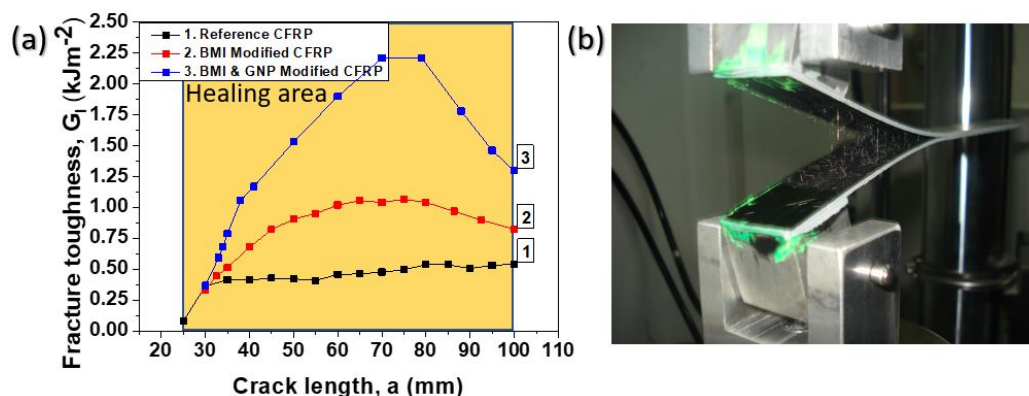 (a)
2.50
2.25
2.00
1.75
1.50
1.25
1.00
0.75
0.50
0.25
0.00
Fracture toughness, G_I (kJm-2)
1. Reference CFRP
2. BMI Modified CFRP
3. BMI & GNP Modified CFRP
Healing area
3
2
1
20 30 40 50 60 70 80 90 100 110
Crack length, a (mm)
(b)